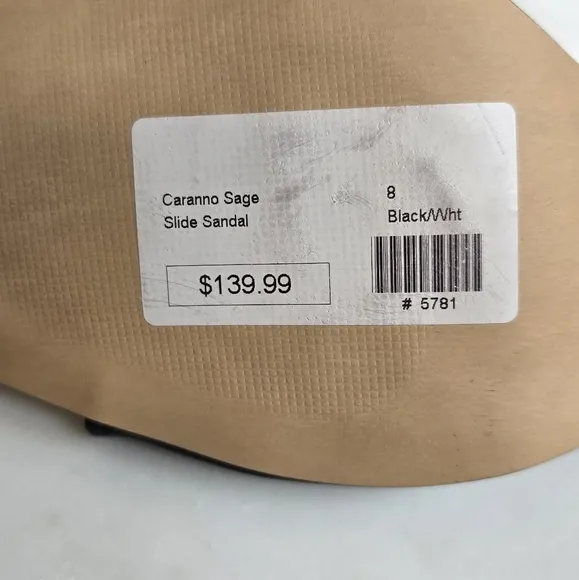 Caranno Sage
Slide Sandal
8
Black/Wht
$139.99
# 5781